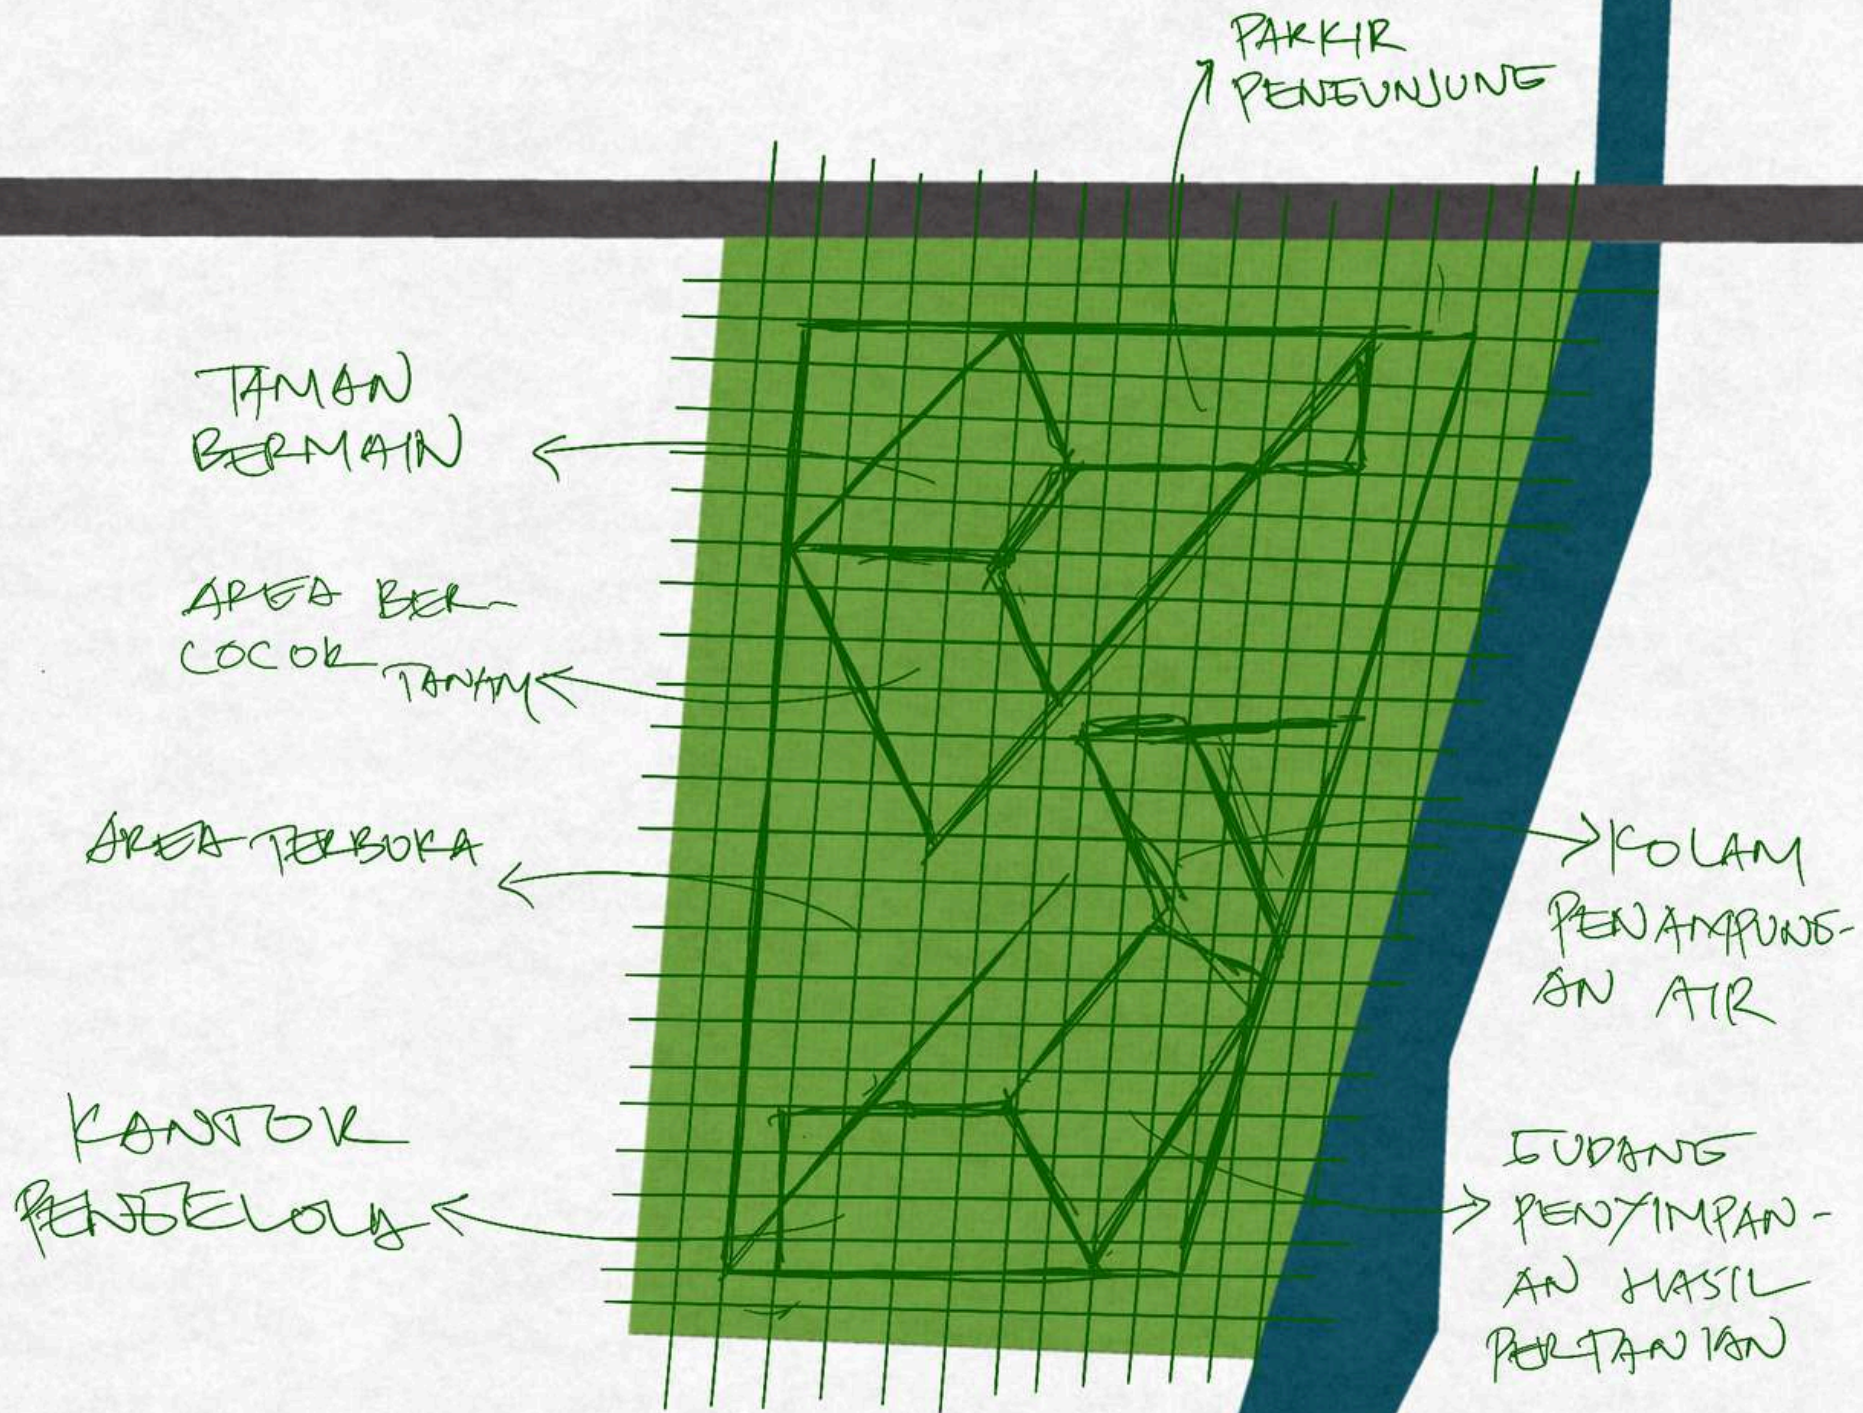 PARKIR
PENGUNJUNG
TAMAN
BERMAIN
AREA BER-
COCOK TANAM
AREA TERBUKA
KOLAM
PENAMPUNG-
AN AIR
KANTOR
PENGELOLA
GUDANG
PENYIMPAN-
AN HASIL
PERTANIAN